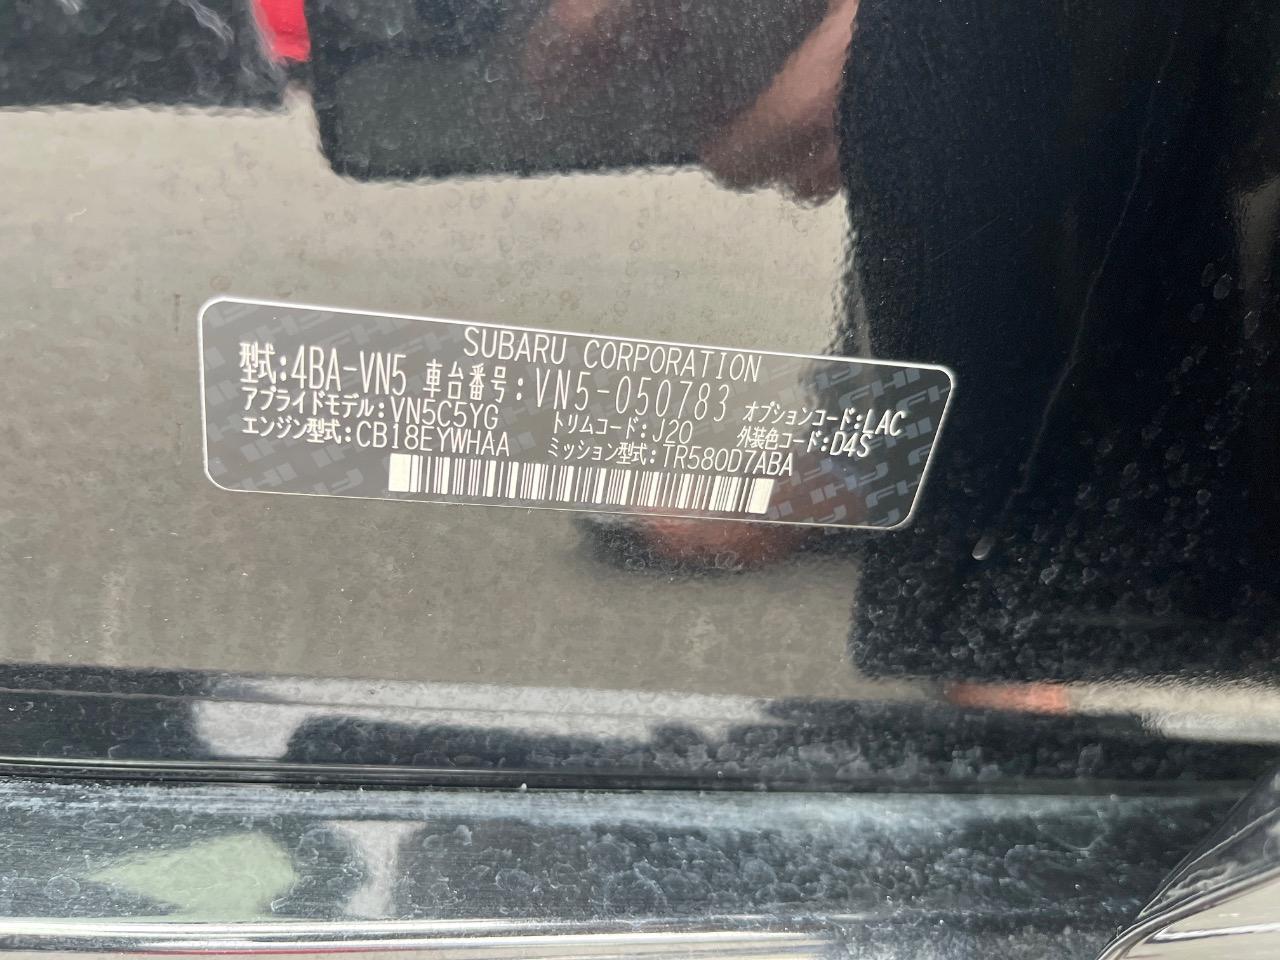 SUBARU CORPORATION
型式:4BA-VN5 車台番号:VN5-050783
アプライドモデル:VN5C5YG トリムコード:J20 オプションコード:LAC
エンジン型式:CB18EYWHAA ミッション型式:TR580D7ABA 外装色コード:D4S